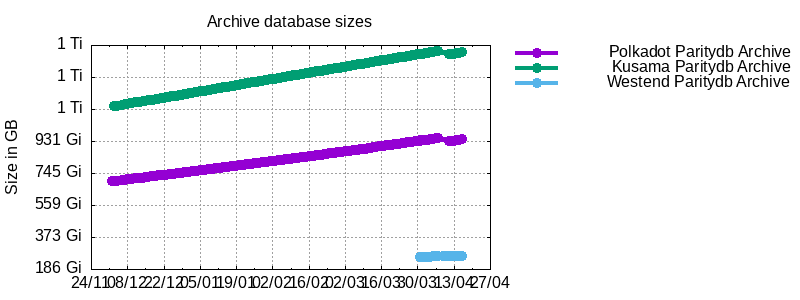 Archive database sizes
1 Ti
1 Ti
1 Ti
931 Gi
745 Gi
559 Gi
373 Gi
186 Gi
Size in GB
24/11 08/12 22/12 05/01 19/01 02/02 16/02 02/03 16/03 30/03 13/04 27/04
Polkadot Paritydb Archive
Kusama Paritydb Archive
Westend Paritydb Archive